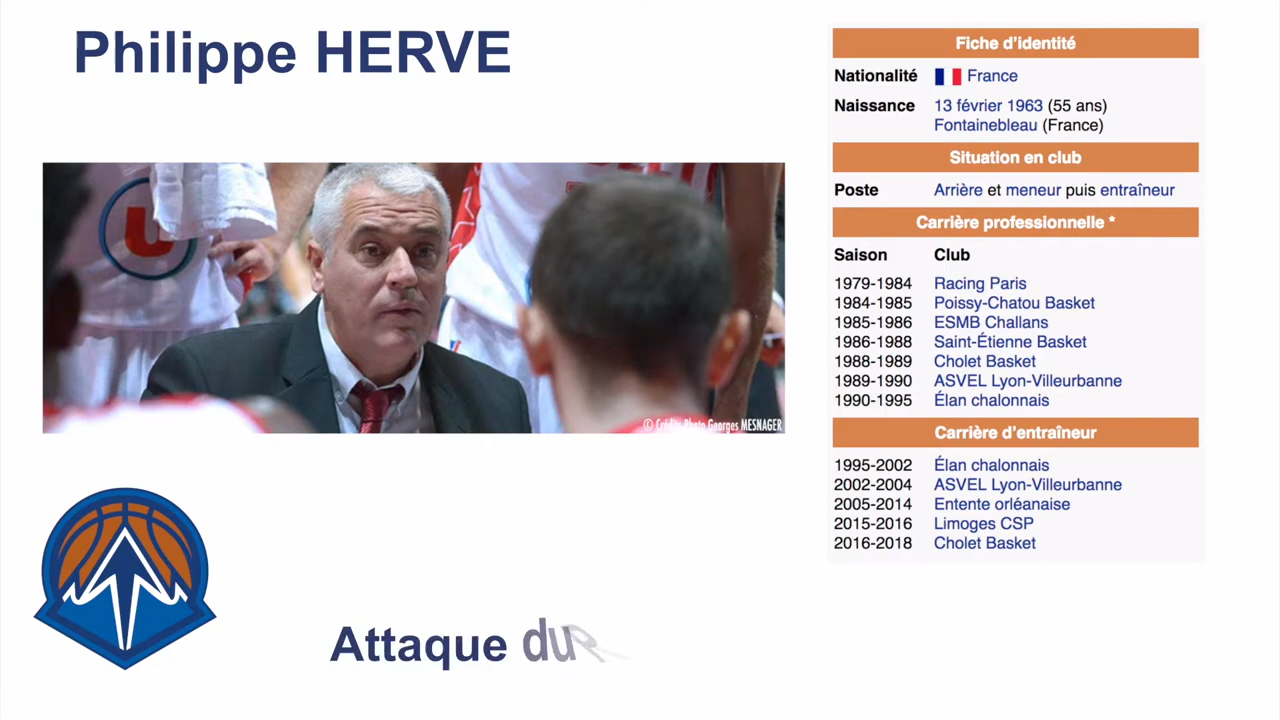 Philippe HERVE
Fiche d'identité
Nationalité France
Naissance 13 février 1963 (55 ans)
Fontainebleau (France)
Situation en club
Poste Arrière et meneur puis entraîneur
Carrière professionnelle *
Saison Club
1979-1984 Racing Paris
1984-1985 Poissy-Chatou Basket
1985-1986 ESMB Challans
1986-1988 Saint-Étienne Basket
1988-1989 Cholet Basket
1989-1990 ASVEL Lyon-Villeurbanne
1990-1995 Élan chalonnais
Carrière d'entraîneur
1995-2002 Élan chalonnais
2002-2004 ASVEL Lyon-Villeurbanne
2005-2014 Entente orléanaise
2015-2016 Limoges CSP
2016-2018 Cholet Basket
U
© Crédits Photo Georges MESNAGER
Attaque du